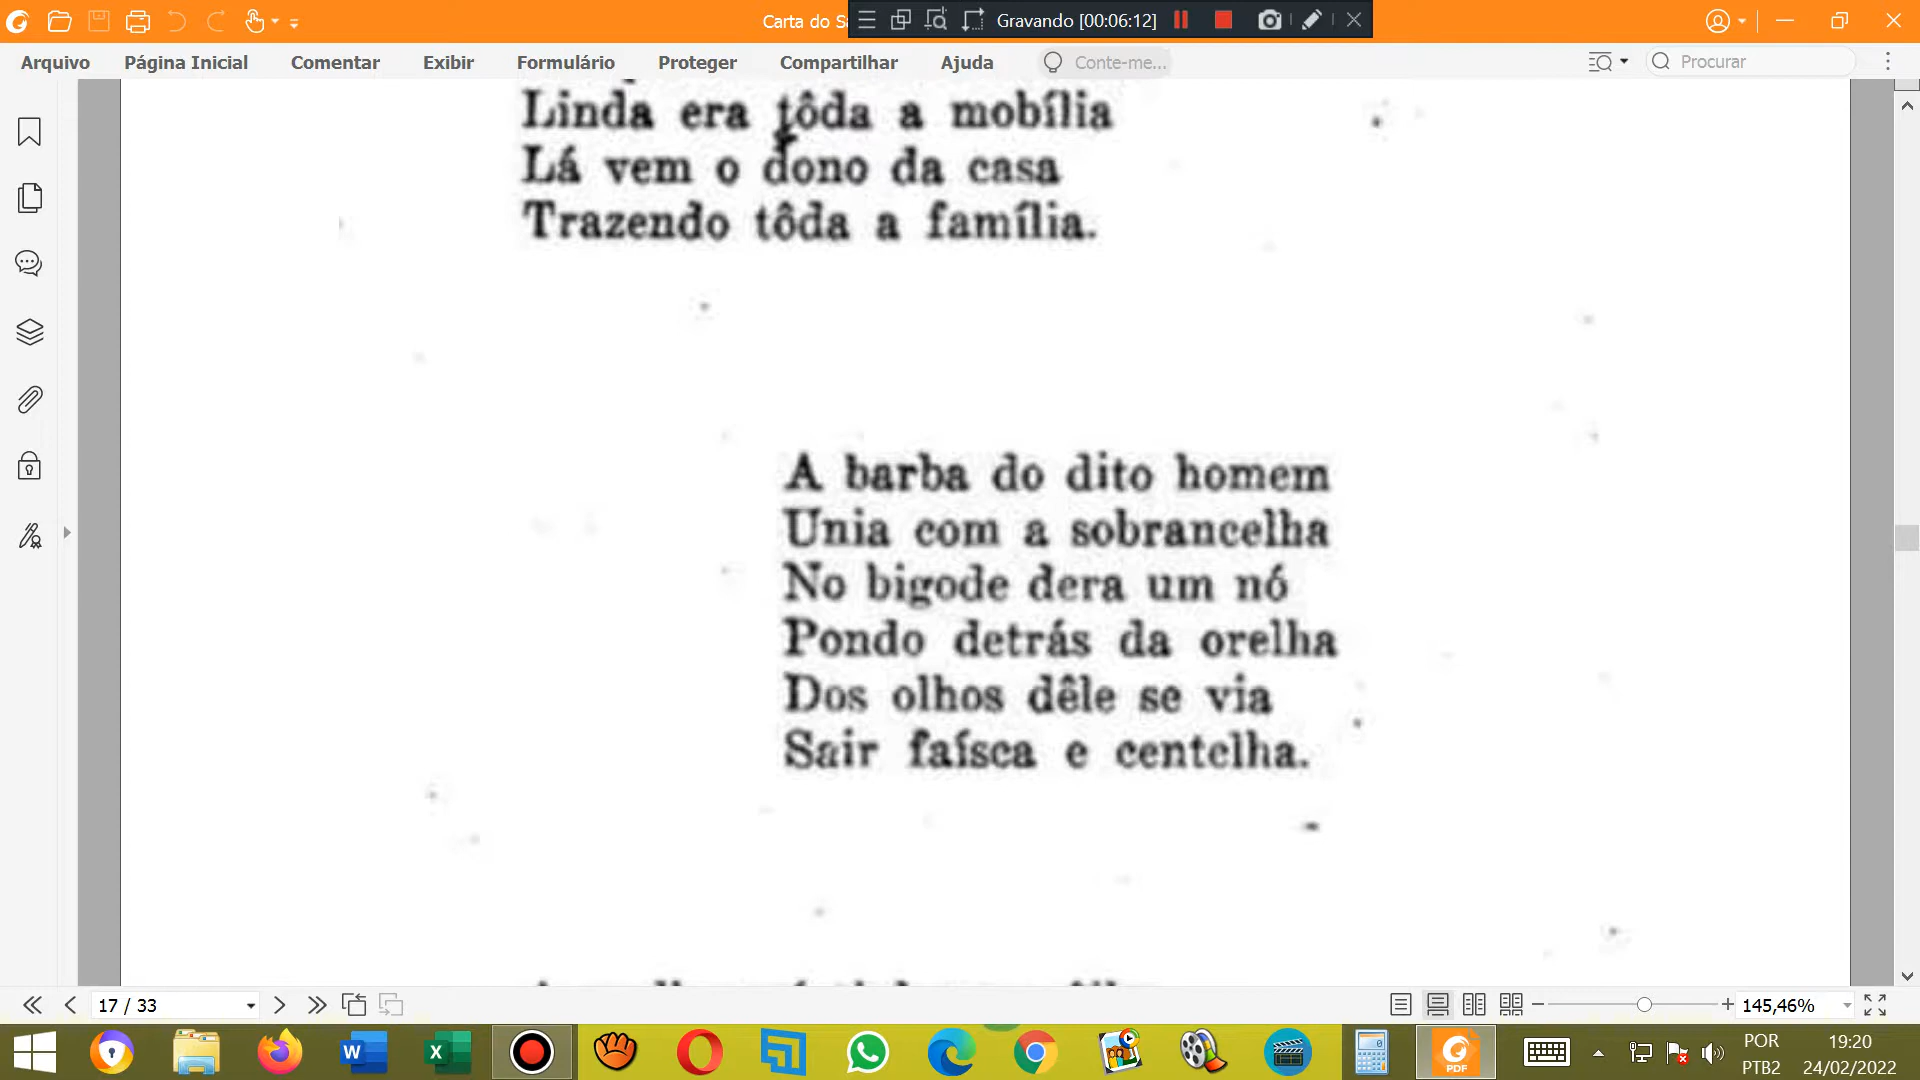 Carta do
Gravando [00:06:12]
Arquivo Página Inicial Comentar Exibir Formulário Proteger Compartilhar Ajuda Conte-me... Procurar
Linda era tôda a mobília
Lá vem o dono da casa
Trazendo tôda a família.
A barba do dito homem
Unia com a sobrancelha
No bigode dera um nó
Pondo detrás da orelha
Dos olhos dêle se via
Sair faísca e centelha.
17 / 33
145,46%
POR
PTB2
19:20
24/02/2022
PDF